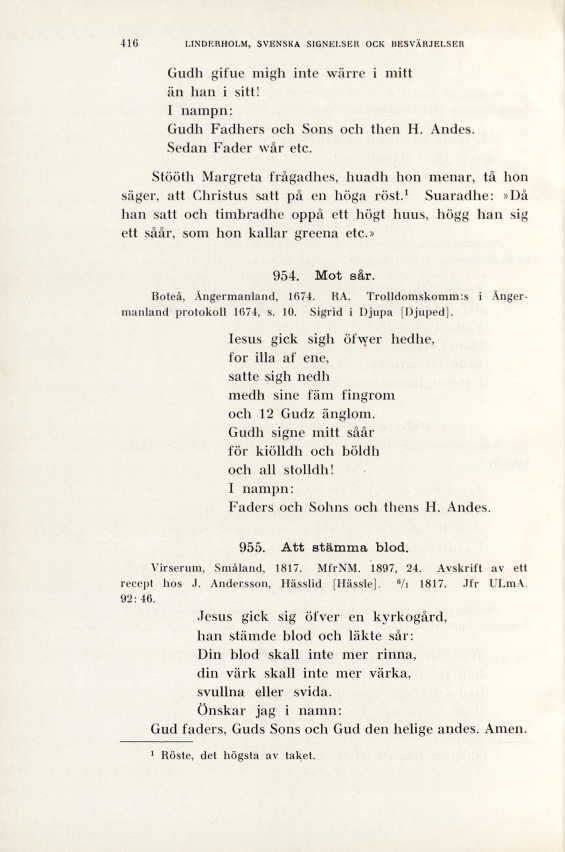 416 LINDERHOLM, SVENSKA SIGNELSER OCK BESVÄRJELSER
Gudh gifue migh inte wärre i mitt
än han i sitt!
I nampn:
Gudh Fadhers och Sons och then H. Andes.
Sedan Fader wår etc.
Stööth Margreta frågadhes, huadh hon menar, tå hon
säger, att Christus satt på en höga röst.¹ Suaradhe: »Då
han satt och timbradhe oppå ett högt huus, högg han sig
ett såår, som hon kallar greena etc.»
954. Mot sår.
Boteå, Ångermanland, 1674. RA. Trolldomskomm:s i Ånger-
manland protokoll 1674, s. 10. Sigrid i Djupa [Djuped].
Iesus gick sigh öfwer hedhe,
for illa af ene,
satte sigh nedh
medh sine fäm fingrom
och 12 Gudz änglom.
Gudh signe mitt såår
för kiölldh och böldh
och all stolldh!
I nampn:
Faders och Sohns och thens H. Andes.
955. Att stämma blod.
Virserum, Småland, 1817. MfrNM. 1897, 24. Avskrift av ett
recept hos J. Andersson, Hässlid [Hässle]. ⁶/₁ 1817. Jfr ULmA.
92: 46.
Jesus gick sig öfver en kyrkogård,
han stämde blod och läkte sår:
Din blod skall inte mer rinna,
din värk skall inte mer värka,
svullna eller svida.
Önskar jag i namn:
Gud faders, Guds Sons och Gud den helige andes. Amen.
¹ Röste, det högsta av taket.